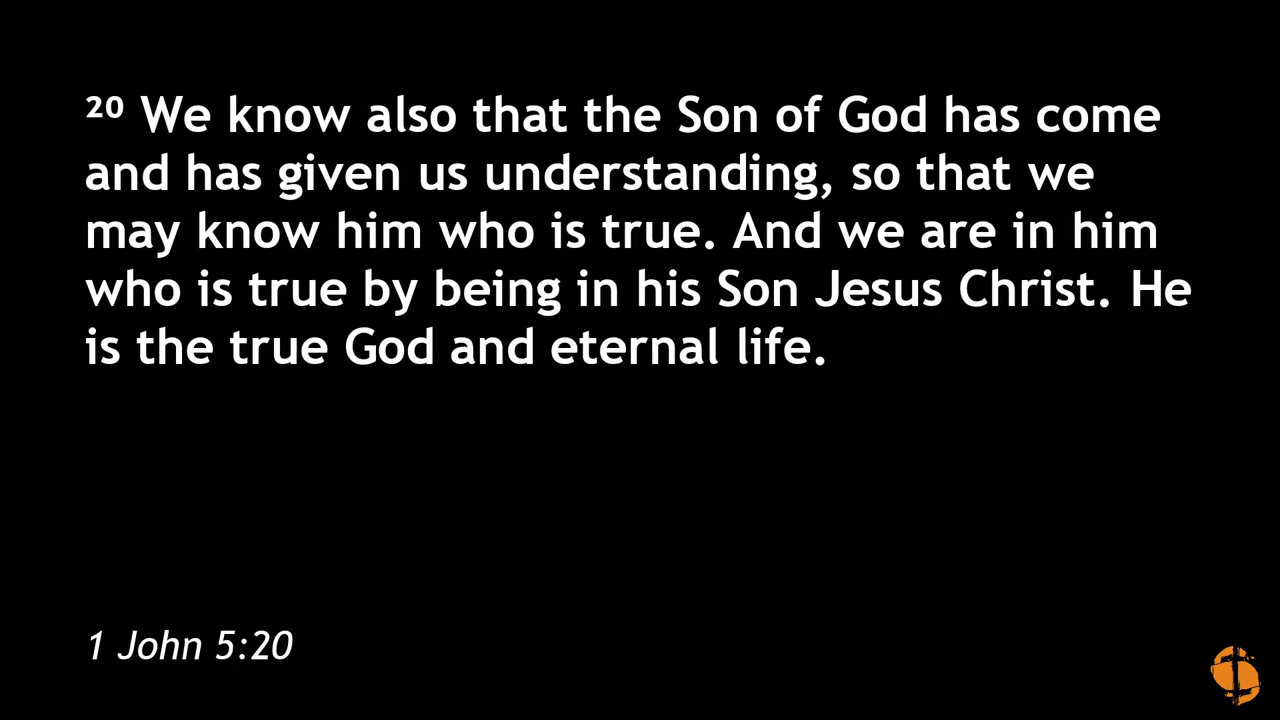 ²⁰ We know also that the Son of God has come
and has given us understanding, so that we
may know him who is true. And we are in him
who is true by being in his Son Jesus Christ. He
is the true God and eternal life.
1 John 5:20